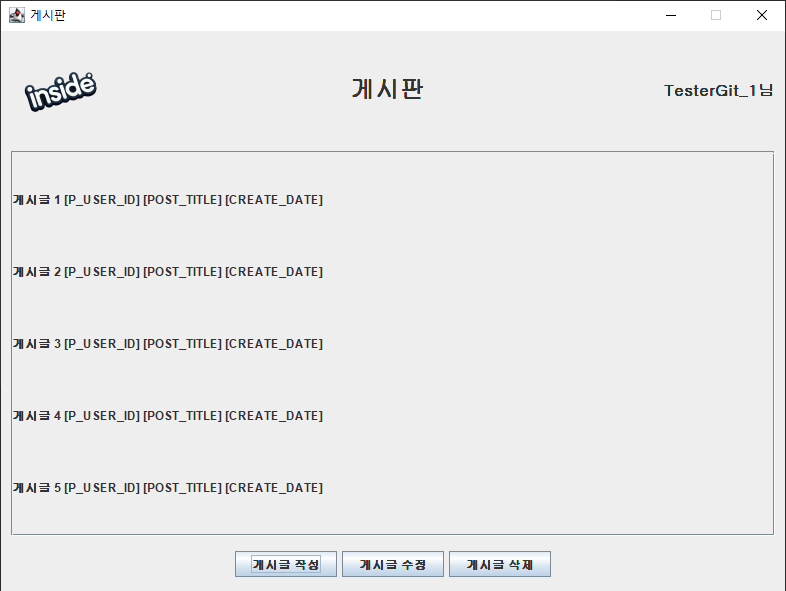 게시판
inside
게시판
TesterGit_1님
게시글 1 [P_USER_ID] [POST_TITLE] [CREATE_DATE]
게시글 2 [P_USER_ID] [POST_TITLE] [CREATE_DATE]
게시글 3 [P_USER_ID] [POST_TITLE] [CREATE_DATE]
게시글 4 [P_USER_ID] [POST_TITLE] [CREATE_DATE]
게시글 5 [P_USER_ID] [POST_TITLE] [CREATE_DATE]
게시글 작성 게시글 수정 게시글 삭제